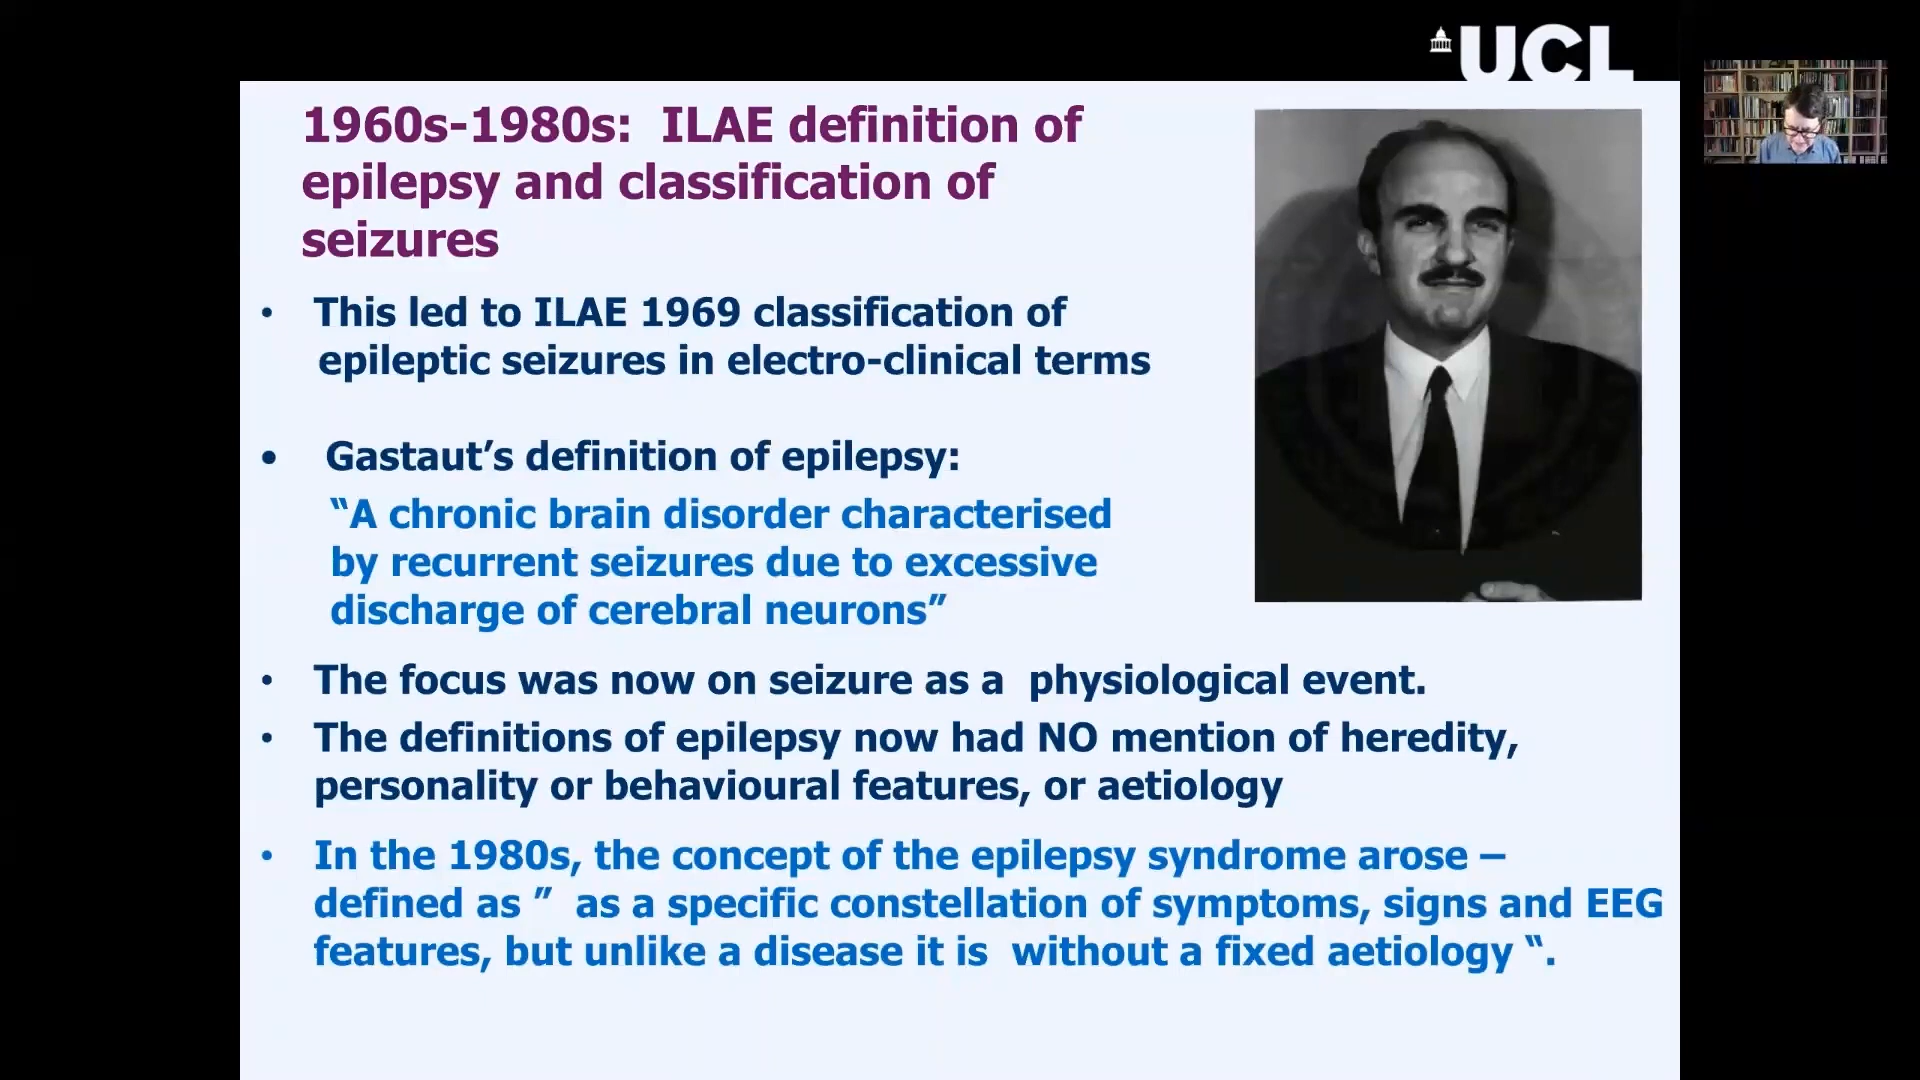 UCL
1960s-1980s: ILAE definition of
epilepsy and classification of
seizures
• This led to ILAE 1969 classification of
epileptic seizures in electro-clinical terms
• Gastaut’s definition of epilepsy:
“A chronic brain disorder characterised
by recurrent seizures due to excessive
discharge of cerebral neurons”
• The focus was now on seizure as a physiological event.
• The definitions of epilepsy now had NO mention of heredity,
personality or behavioural features, or aetiology
• In the 1980s, the concept of the epilepsy syndrome arose –
defined as ” as a specific constellation of symptoms, signs and EEG
features, but unlike a disease it is without a fixed aetiology “.